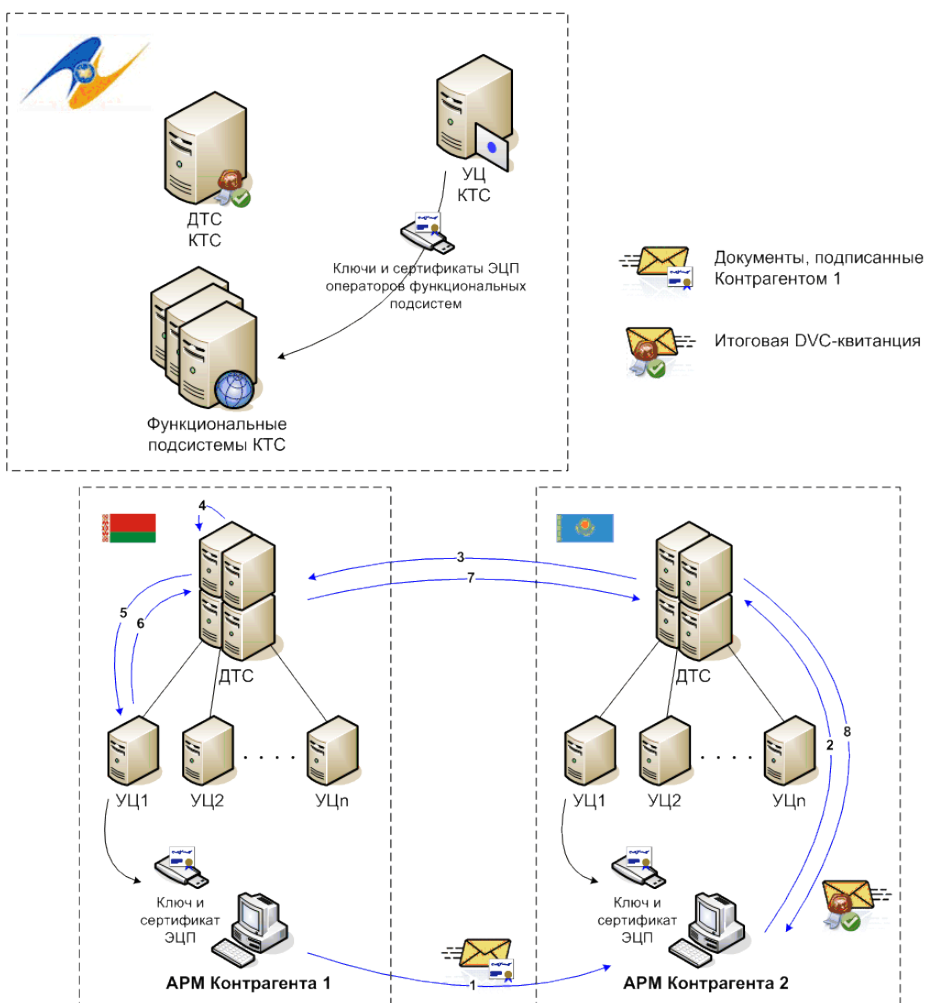 ДТС
КТС
УЦ
КТС
Ключи и сертификаты ЭЦП
операторов функциональных
подсистем
Функциональные
подсистемы КТС
Документы, подписанные
Контрагентом 1
Итоговая DVC-квитанция
4
3
7
5
6
ДТС
ДТС
2
8
УЦ1
УЦ2
. . . .
УЦn
УЦ1
УЦ2
. . . .
УЦn
Ключ и
сертификат
ЭЦП
Ключ и
сертификат
ЭЦП
АРМ Контрагента 1
1
АРМ Контрагента 2